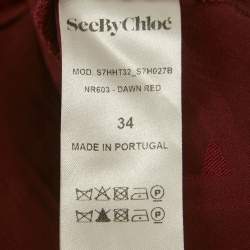 SeeByChloé
MOD. S7HHT32_S7H027B
NR603 - DAWN RED
34
MADE IN PORTUGAL